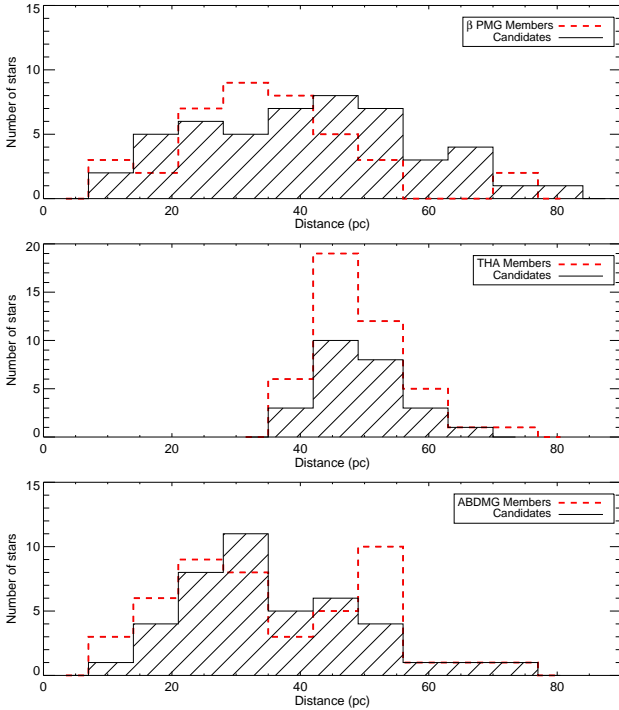 15
10
5
0
Number of stars
β PMG Members
Candidates
0 20 40 60 80
Distance (pc)
20
15
10
5
0
Number of stars
THA Members
Candidates
0 20 40 60 80
Distance (pc)
15
10
5
0
Number of stars
ABDMG Members
Candidates
0 20 40 60 80
Distance (pc)